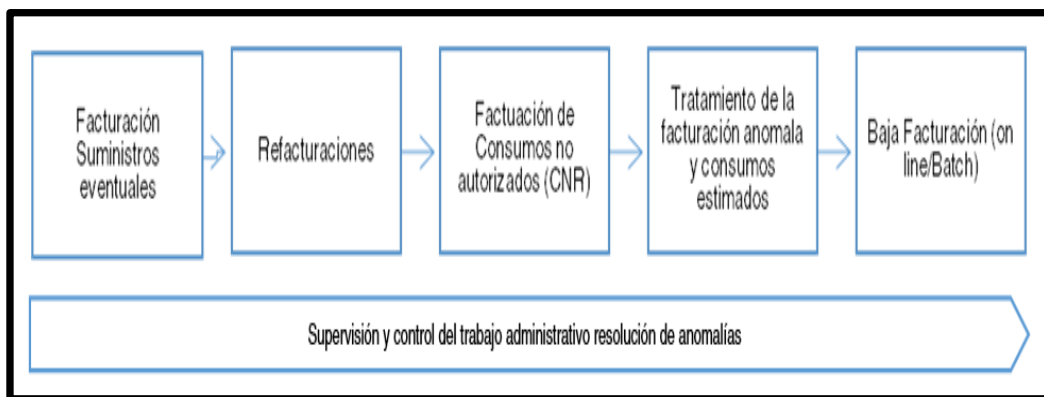 Facturación
Suministros
eventuales
Refacturaciones
Factuación de
Consumos no
autorizados (CNR)
Tratamiento de la
facturación anomala
y consumos
estimados
Baja Facturación (on
line/Batch)
Supervisión y control del trabajo administrativo resolución de anomalías